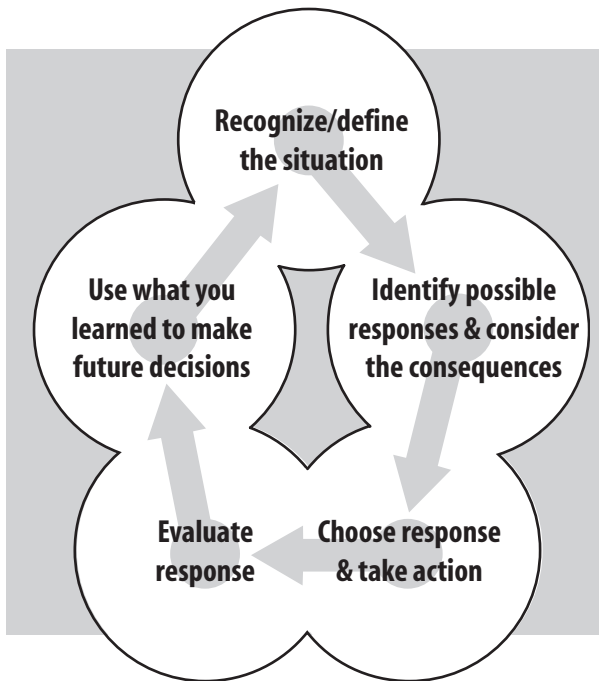 Recognize/define
the situation
Identify possible
responses & consider
the consequences
Choose response
& take action
Evaluate
response
Use what you
learned to make
future decisions